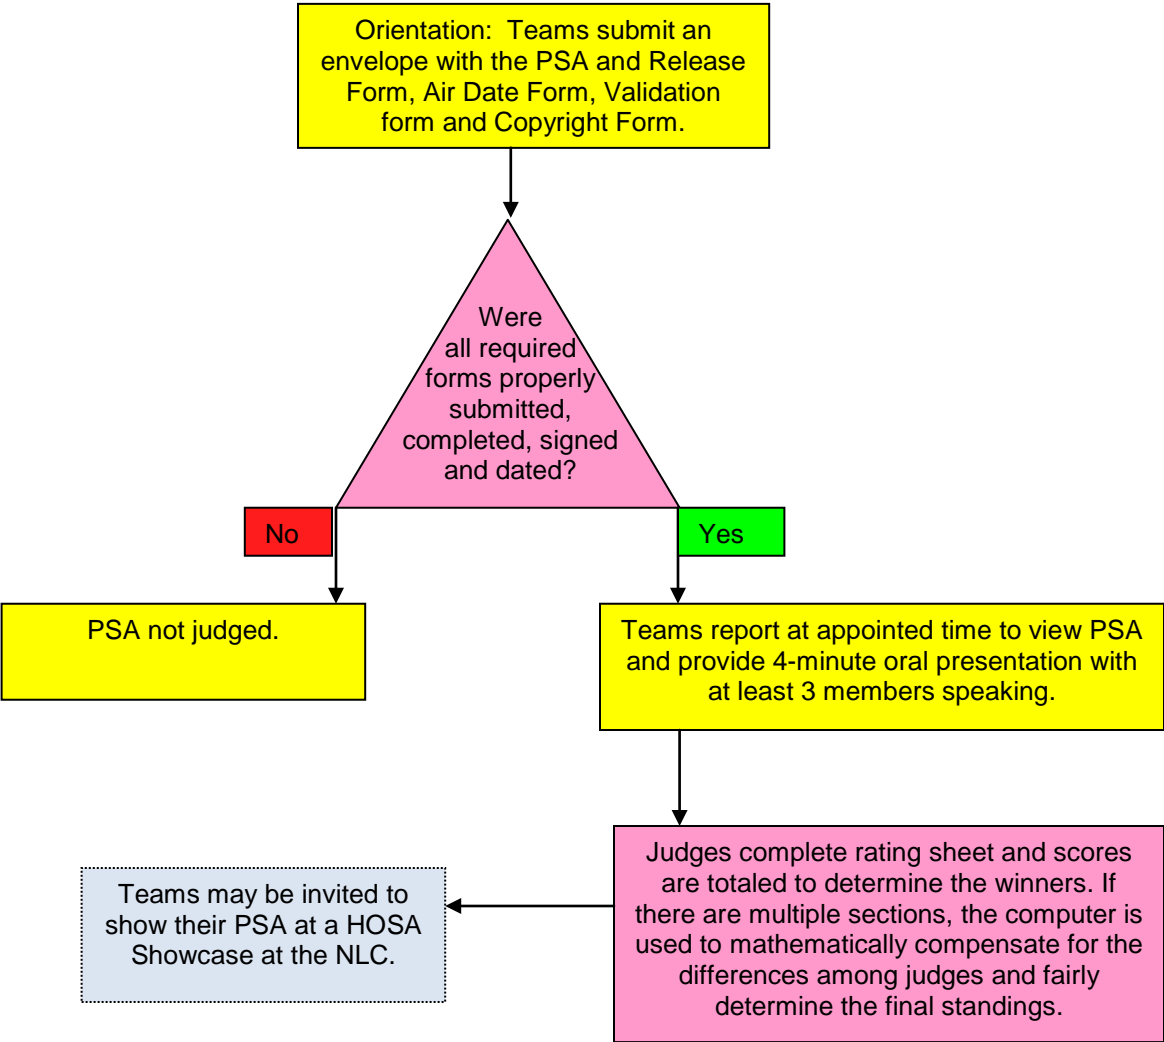 Orientation:  Teams submit an
envelope with the PSA and Release
Form, Air Date Form, Validation
form and Copyright Form.
Were
all required
forms properly
submitted,
completed, signed
and dated?
No
Yes
PSA not judged.
Teams report at appointed time to view PSA
and provide 4-minute oral presentation with
at least 3 members speaking.
Judges complete rating sheet and scores
are totaled to determine the winners. If
there are multiple sections, the computer is
used to mathematically compensate for the
differences among judges and fairly
determine the final standings.
Teams may be invited to
show their PSA at a HOSA
Showcase at the NLC.